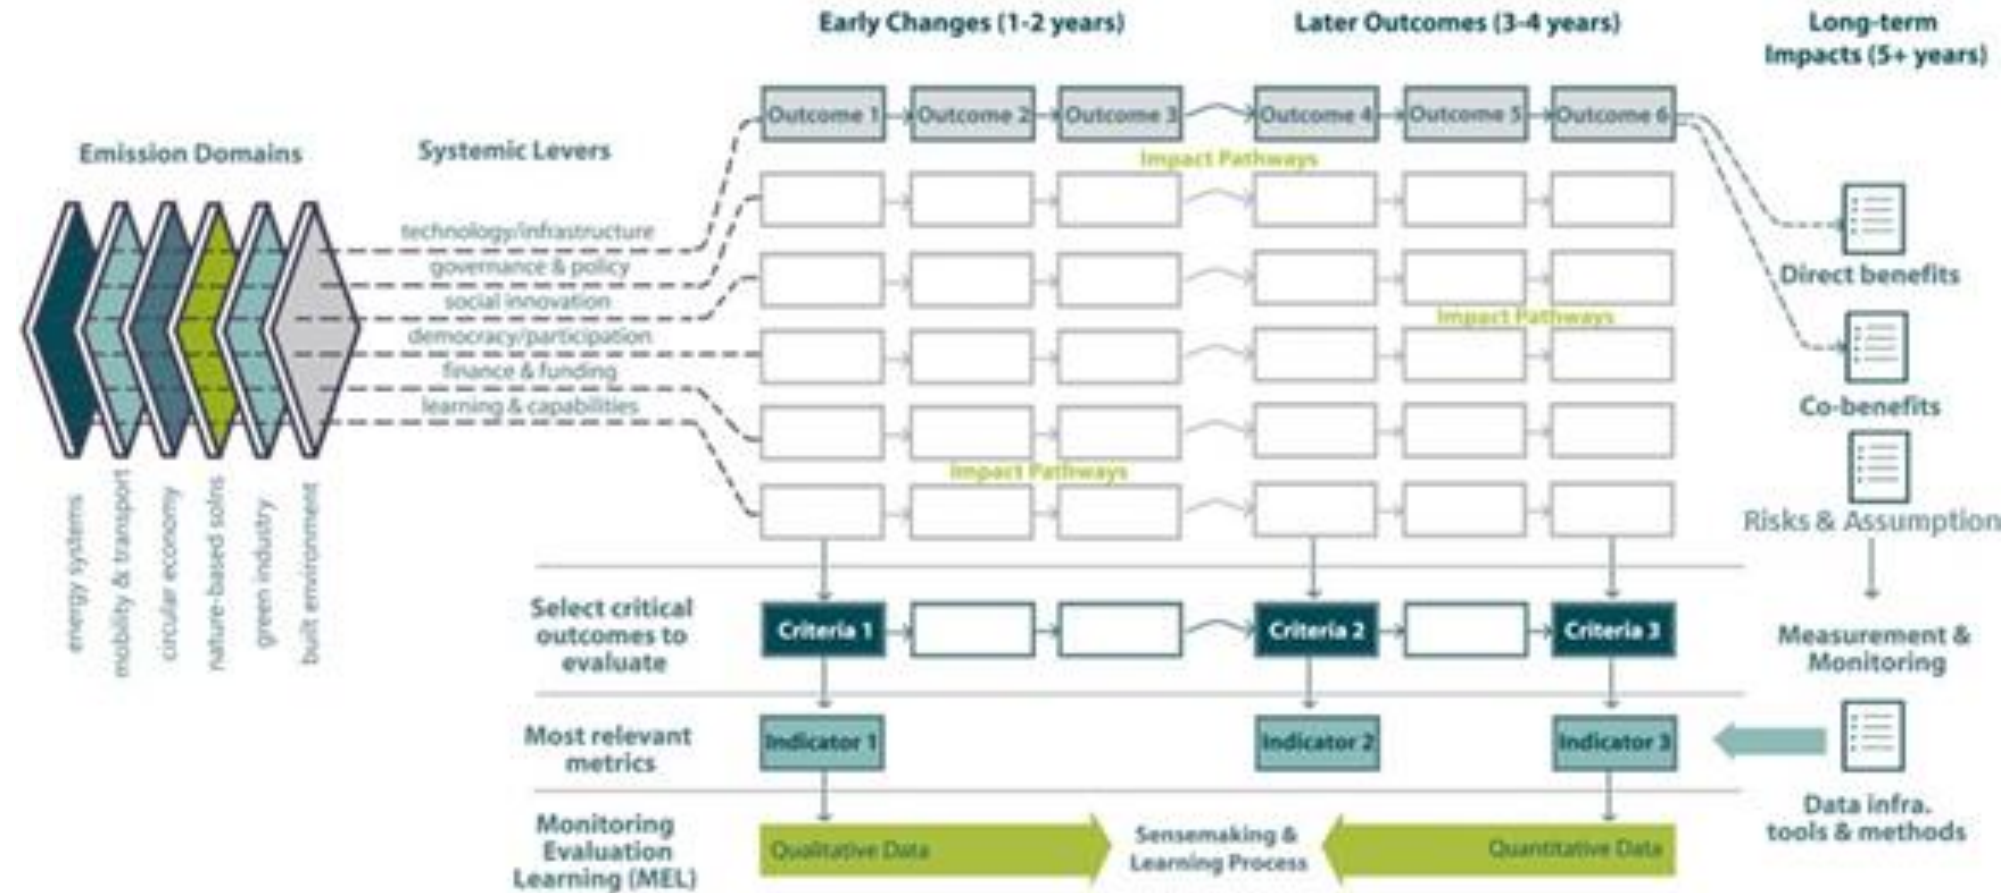 Early Changes (1-2 years)
Later Outcomes (3-4 years)
Long-term
Impacts (5+ years)
Outcome 1
Outcome 2
Outcome 3
Outcome 4
Outcome 5
Outcome 6
Emission Domains
Systemic Levers
Impact Pathways
technology/infrastructure
governance & policy
social innovation
democracy/participation
finance & funding
learning & capabilities
Impact Pathways
Impact Pathways
Direct benefits
Co-benefits
Risks & Assumption
energy systems
mobility & transport
circular economy
nature-based solns
green industry
built environment
Select critical
outcomes to
evaluate
Criteria 1
Criteria 2
Criteria 3
Measurement &
Monitoring
Most relevant
metrics
Indicator 1
Indicator 2
Indicator 3
Data infra.
tools & methods
Monitoring
Evaluation
Learning (MEL)
Qualitative Data
Sensemaking &
Learning Process
Quantitative Data